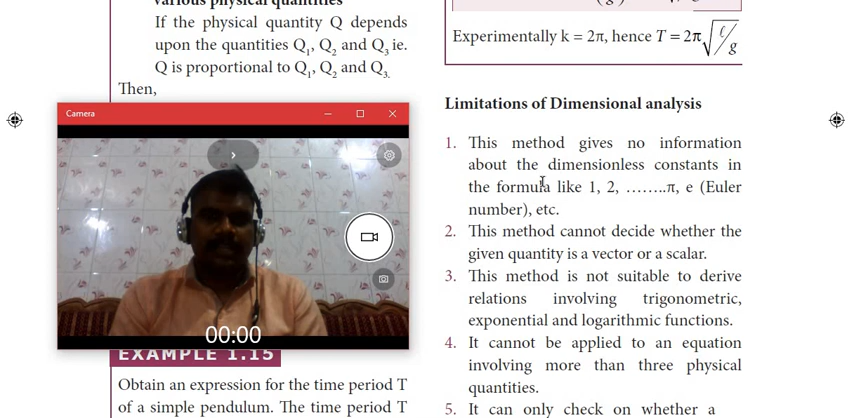 various physical quantities
If the physical quantity Q depends
upon the quantities Q₁, Q₂ and Q₃ ie.
Q is proportional to Q₁, Q₂ and Q₃.
Then,
Camera
00:00
EXAMPLE 1.15
Obtain an expression for the time period T
of a simple pendulum. The time period T
Experimentally k = 2π, hence T = 2π√(ℓ/g)
Limitations of Dimensional analysis
1. This method gives no information
about the dimensionless constants in
the formula like 1, 2, ……..π, e (Euler
number), etc.
2. This method cannot decide whether the
given quantity is a vector or a scalar.
3. This method is not suitable to derive
relations involving trigonometric,
exponential and logarithmic functions.
4. It cannot be applied to an equation
involving more than three physical
quantities.
5. It can only check on whether a